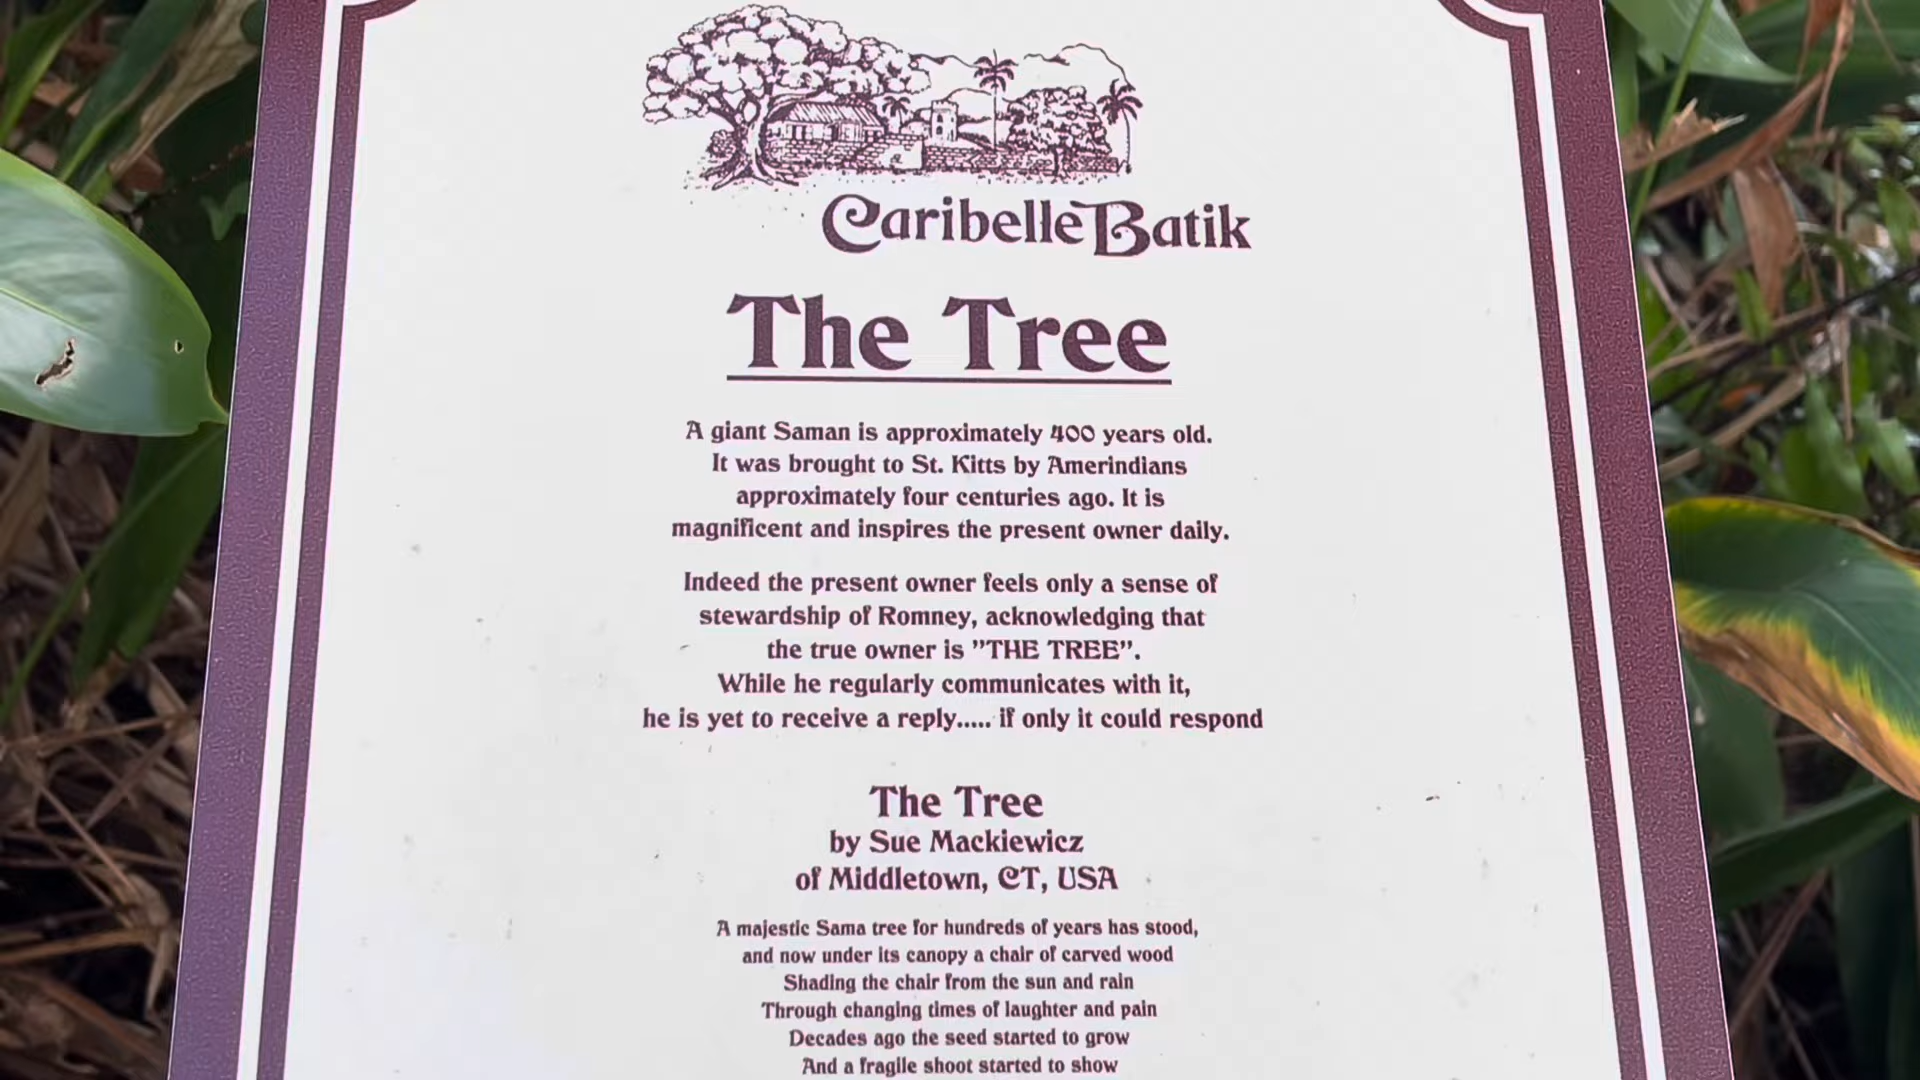 Caribelle Batik
The Tree
A giant Saman is approximately 400 years old.
It was brought to St. Kitts by Amerindians
approximately four centuries ago. It is
magnificent and inspires the present owner daily.
Indeed the present owner feels only a sense of
stewardship of Romney, acknowledging that
the true owner is "THE TREE".
While he regularly communicates with it,
he is yet to receive a reply..... if only it could respond
The Tree
by Sue Mackiewicz
of Middletown, CT, USA
A majestic Sama tree for hundreds of years has stood,
and now under its canopy a chair of carved wood
Shading the chair from the sun and rain
Through changing times of laughter and pain
Decades ago the seed started to grow
And a fragile shoot started to show